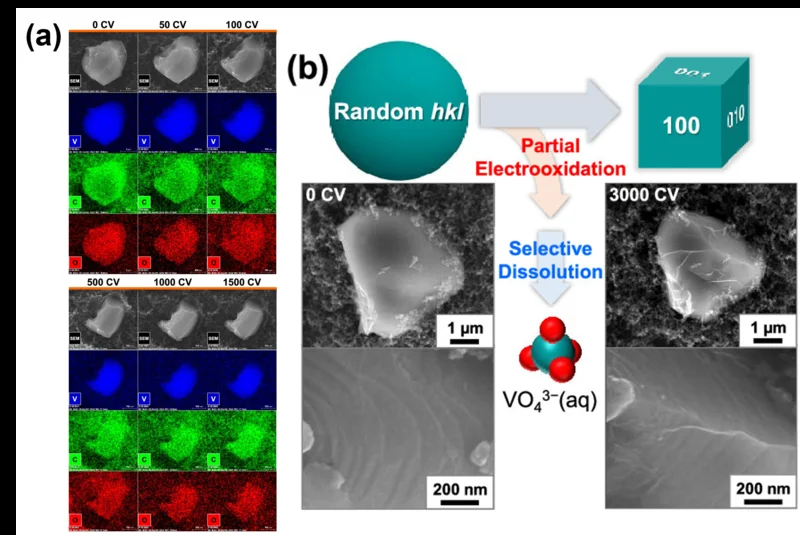 (a)
0 CV 50 CV 100 CV
SEM SEM SEM
V V V
C C C
O O O
500 CV 1000 CV 1500 CV
SEM SEM SEM
V V V
C C C
O O O
(b)
Random hkl
001
100
010
Partial
Electrooxidation
0 CV
3000 CV
Selective
Dissolution
1 µm
1 µm
VO₄³⁻(aq)
200 nm
200 nm